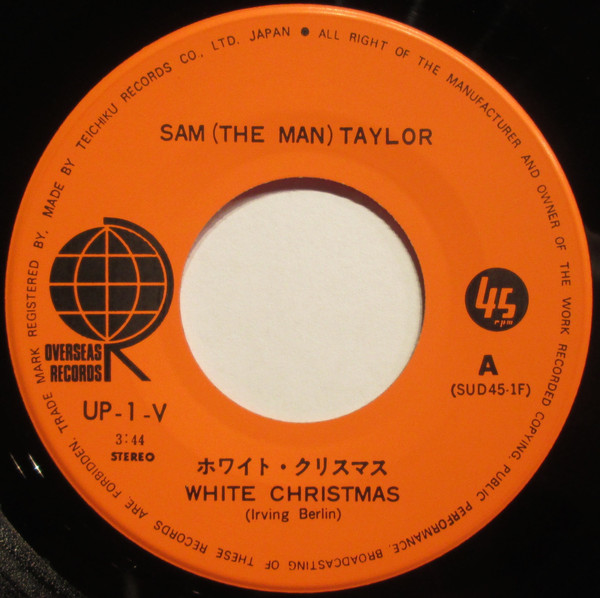 TRADE MARK REGISTERED BY, MADE BY TEICHIKU RECORDS CO., LTD. JAPAN ● ALL RIGHT OF THE MANUFACTURER AND OWNER OF THE WORK RECORDED COPYING, PUBLIC PERFORMANCE, BROADCASTING OF THESE RECORDS ARE FORBIDDEN.
SAM (THE MAN) TAYLOR
OVERSEAS
RECORDS
45
rpm
A
(SUD45-1F)
UP-1-V
3:44
STEREO
ホワイト・クリスマス
WHITE CHRISTMAS
(Irving Berlin)